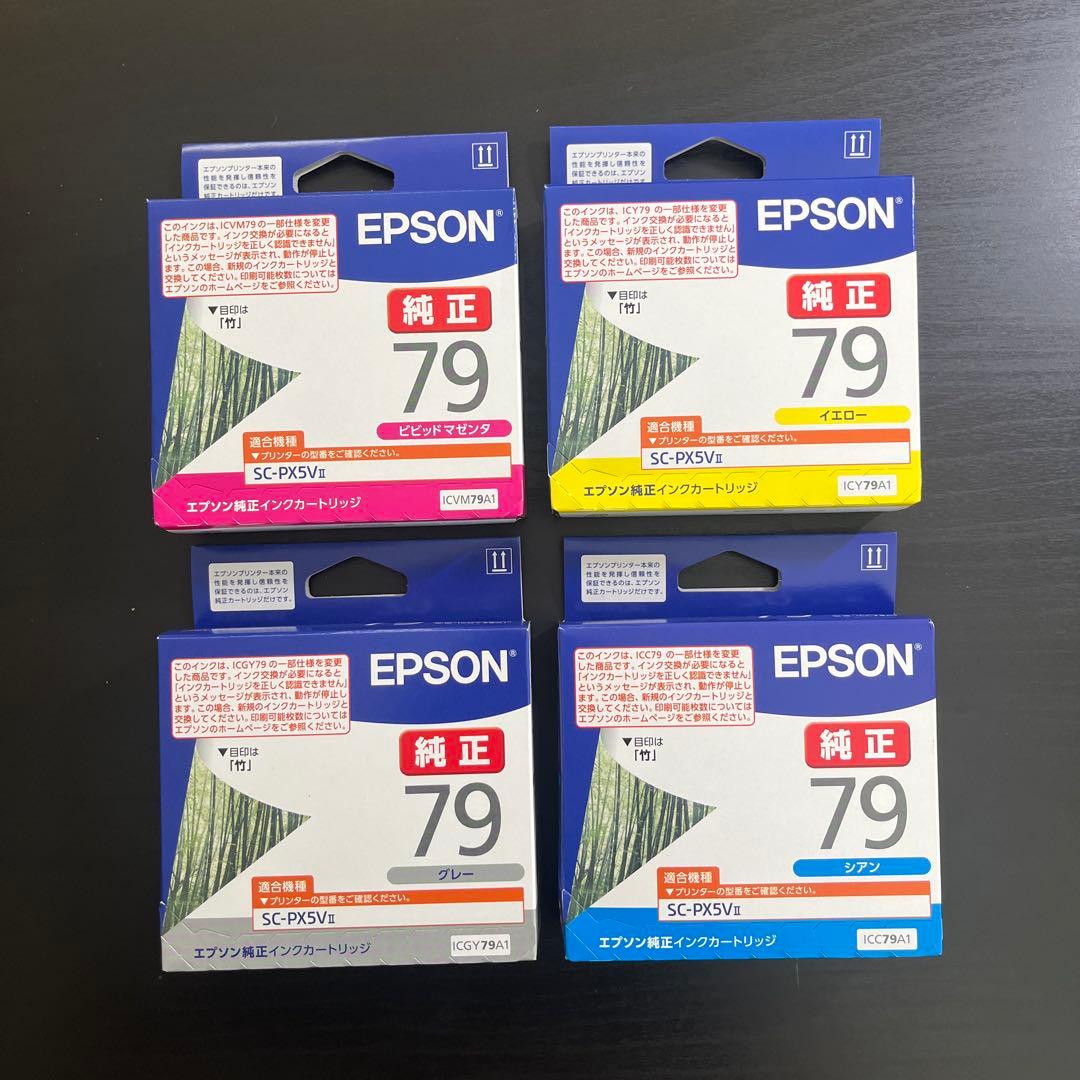 エプソンプリンター本来の
性能を発揮し信頼性を
保証できるのは、エプソン
純正カートリッジだけです。
EPSON®
このインクは、ICVM79 の一部仕様を変更
した商品です。インク交換が必要になると
「インクカートリッジを正しく認識できません」
というメッセージが表示され、動作が停止し
ます。この場合、新規のインクカートリッジと
交換してください。印刷可能枚数については
エプソンのホームページをご参照ください。
▼目印は
「竹」
純正
79
ビビッドマゼンタ
適合機種
▼プリンターの型番をご確認ください。
SC-PX5VⅡ
エプソン純正インクカートリッジ
ICVM79A1
エプソンプリンター本来の
性能を発揮し信頼性を
保証できるのは、エプソン
純正カートリッジだけです。
EPSON®
このインクは、ICY79 の一部仕様を変更
した商品です。インク交換が必要になると
「インクカートリッジを正しく認識できません」
というメッセージが表示され、動作が停止し
ます。この場合、新規のインクカートリッジと
交換してください。印刷可能枚数については
エプソンのホームページをご参照ください。
▼目印は
「竹」
純正
79
イエロー
適合機種
▼プリンターの型番をご確認ください。
SC-PX5VⅡ
エプソン純正インクカートリッジ
ICY79A1
エプソンプリンター本来の
性能を発揮し信頼性を
保証できるのは、エプソン
純正カートリッジだけです。
EPSON®
このインクは、ICGY79 の一部仕様を変更
した商品です。インク交換が必要になると
「インクカートリッジを正しく認識できません」
というメッセージが表示され、動作が停止し
ます。この場合、新規のインクカートリッジと
交換してください。印刷可能枚数については
エプソンのホームページをご参照ください。
▼目印は
「竹」
純正
79
グレー
適合機種
▼プリンターの型番をご確認ください。
SC-PX5VⅡ
エプソン純正インクカートリッジ
ICGY79A1
エプソンプリンター本来の
性能を発揮し信頼性を
保証できるのは、エプソン
純正カートリッジだけです。
EPSON®
このインクは、ICC79 の一部仕様を変更
した商品です。インク交換が必要になると
「インクカートリッジを正しく認識できません」
というメッセージが表示され、動作が停止し
ます。この場合、新規のインクカートリッジと
交換してください。印刷可能枚数については
エプソンのホームページをご参照ください。
▼目印は
「竹」
純正
79
シアン
適合機種
▼プリンターの型番をご確認ください。
SC-PX5VⅡ
エプソン純正インクカートリッジ
ICC79A1